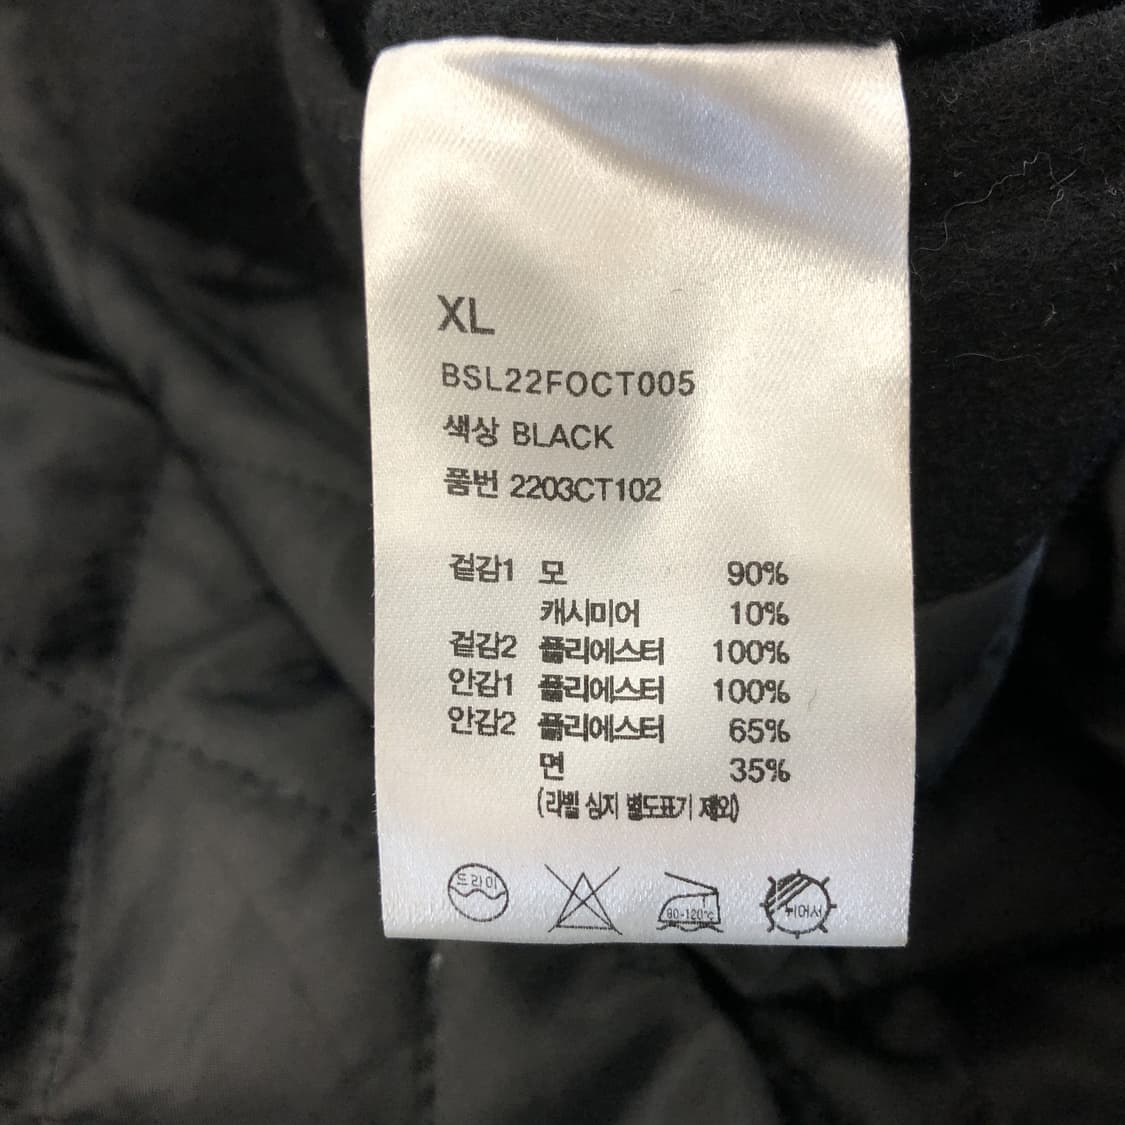 XL
BSL22FOCT005
색상 BLACK
품번 2203CT102
겉감1 모 90%
캐시미어 10%
겉감2 폴리에스터 100%
안감1 폴리에스터 100%
안감2 폴리에스터 65%
면 35%
(라벨 심지 별도표기 제외)
드라이
80-120℃
뉘어서